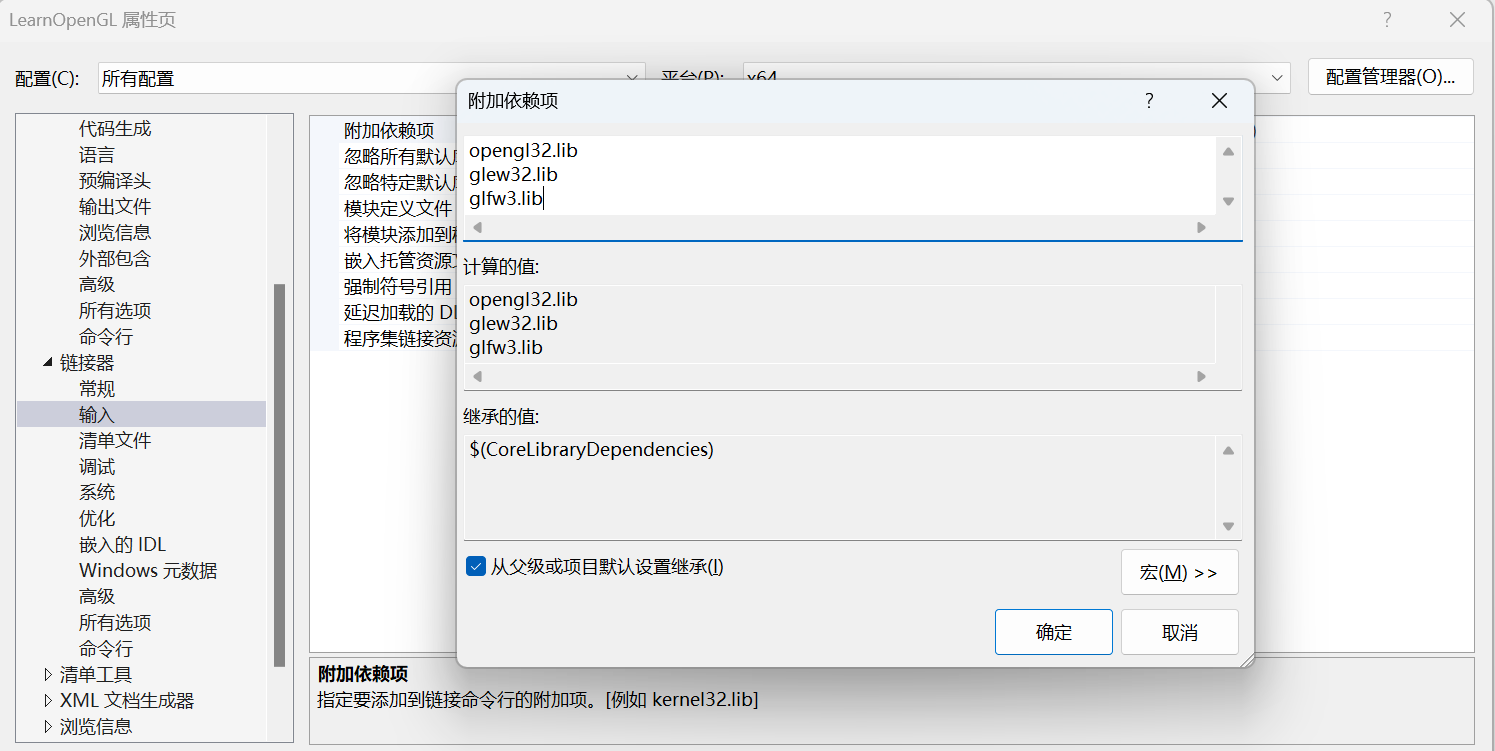 LearnOpenGL 属性页
?
配置(C):
所有配置
平台(P):
x64
配置管理器(O)...
代码生成
语言
预编译头
输出文件
浏览信息
外部包含
高级
所有选项
命令行
链接器
常规
输入
清单文件
调试
系统
优化
嵌入的 IDL
Windows 元数据
高级
所有选项
命令行
清单工具
XML 文档生成器
浏览信息
附加依赖项
忽略所有默认
忽略特定默认
模块定义文件
将模块添加到
嵌入托管资源
强制符号引用
延迟加载的 D
程序集链接资
附加依赖项
?
opengl32.lib
glew32.lib
glfw3.lib
计算的值:
opengl32.lib
glew32.lib
glfw3.lib
继承的值:
$(CoreLibraryDependencies)
从父级或项目默认设置继承(I)
宏(M) >>
确定
取消
附加依赖项
指定要添加到链接命令行的附加项。[例如 kernel32.lib]